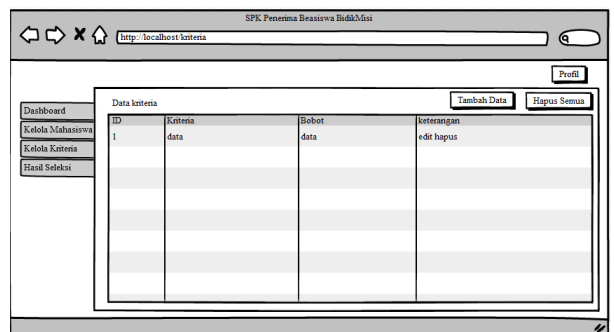 SPK Penerima Beasiswa BidikMisi
http://localhost/kriteria
Profil
Dashboard
Kelola Mahasiswa
Kelola Kriteria
Hasil Seleksi
Data kriteria
Tambah Data
Hapus Semua
ID Kriteria Bobot keterangan
1 data data edit hapus